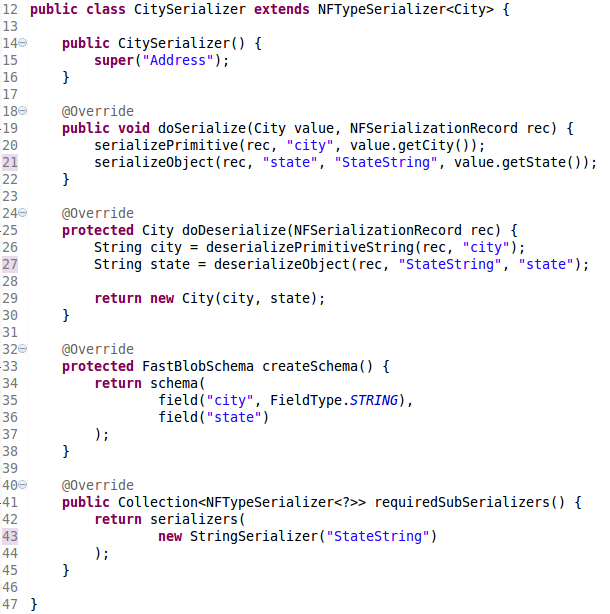 12 public class CitySerializer extends NFTypeSerializer<City> {
13
14 public CitySerializer() {
15 super("Address");
16 }
17
18 @Override
19 public void doSerialize(City value, NFSerializationRecord rec) {
20 serializePrimitive(rec, "city", value.getCity());
21 serializeObject(rec, "state", "StateString", value.getState());
22 }
23
24 @Override
25 protected City doDeserialize(NFSerializationRecord rec) {
26 String city = deserializePrimitiveString(rec, "city");
27 String state = deserializeObject(rec, "StateString", "state");
28
29 return new City(city, state);
30 }
31
32 @Override
33 protected FastBlobSchema createSchema() {
34 return schema(
35 field("city", FieldType.STRING),
36 field("state")
37 );
38 }
39
40 @Override
41 public Collection<NFTypeSerializer<?>> requiredSubSerializers() {
42 return serializers(
43 new StringSerializer("StateString")
44 );
45 }
46
47 }